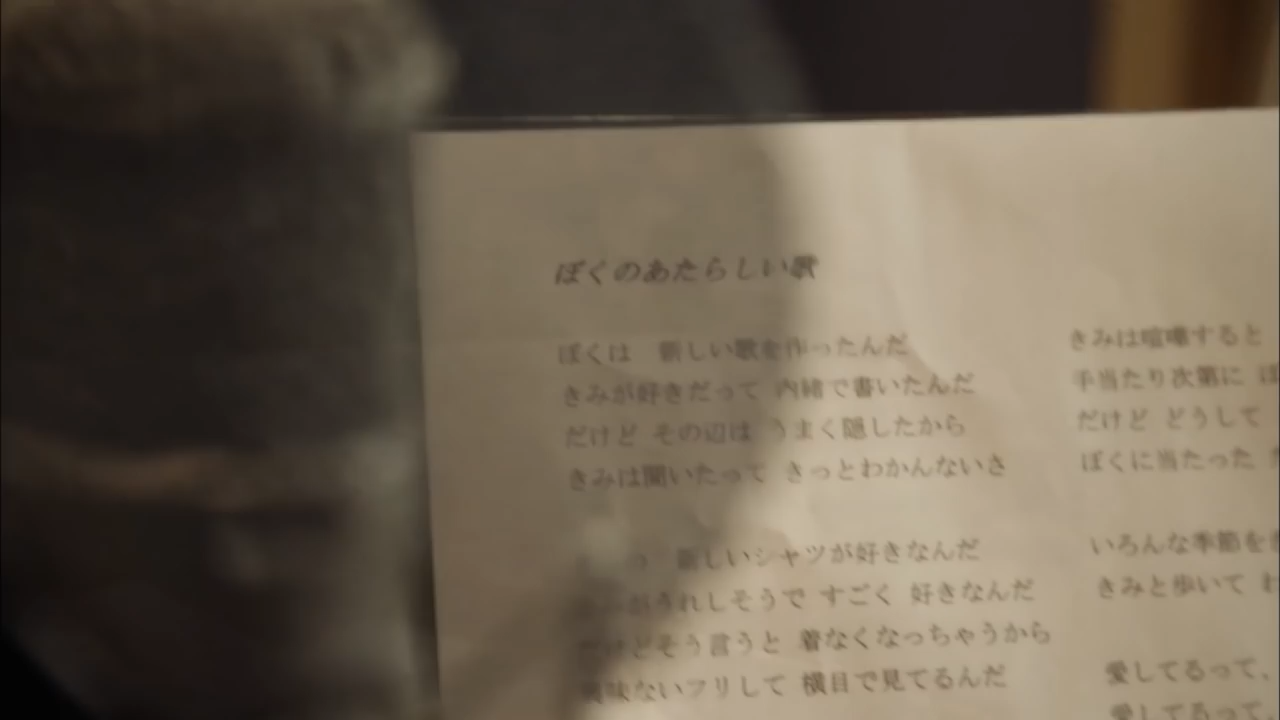 ぼくのあたらしい歌
ぼくは 新しい歌を作ったんだ
きみが好きだって 内緒で書いたんだ
だけど その辺は うまく隠したから
きみは聞いたって きっとわかんないさ
新しいシャツが好きなんだ
うれしそうで すごく 好きなんだ
だけどそう言うと 着なくなっちゃうから
興味ないフリして 横目で見てるんだ
きみは喧嘩すると
手当たり次第に
だけど どうして
ぼくに当たった
いろんな季節を
きみと歩いて
愛してるって、
愛してるって、